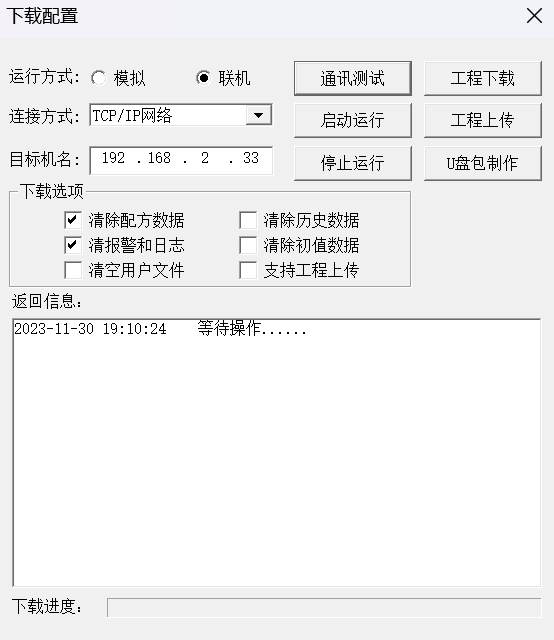 下载配置
运行方式: 模拟 联机 通讯测试 工程下载
连接方式: TCP/IP网络 启动运行 工程上传
目标机名: 192 .168 . 2 . 33 停止运行 U盘包制作
下载选项
清除配方数据 清除历史数据
清报警和日志 清除初值数据
清空用户文件 支持工程上传
返回信息:
2023-11-30 19:10:24 等待操作......
下载进度: